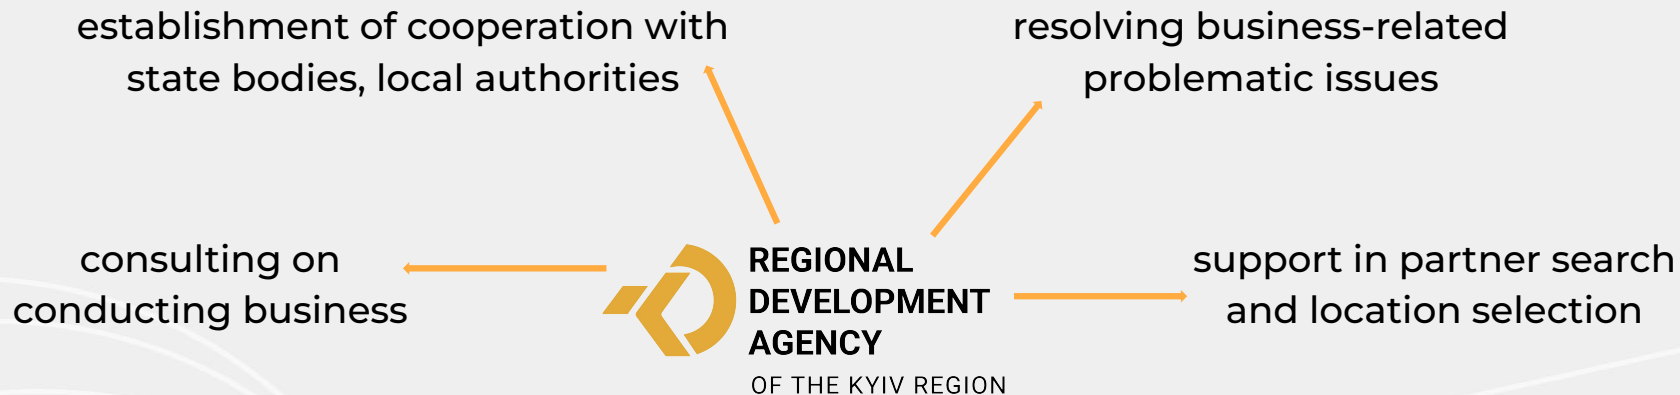 establishment of cooperation with
state bodies, local authorities
resolving business-related
problematic issues
consulting on
conducting business
REGIONAL
DEVELOPMENT
AGENCY
OF THE KYIV REGION
support in partner search
and location selection